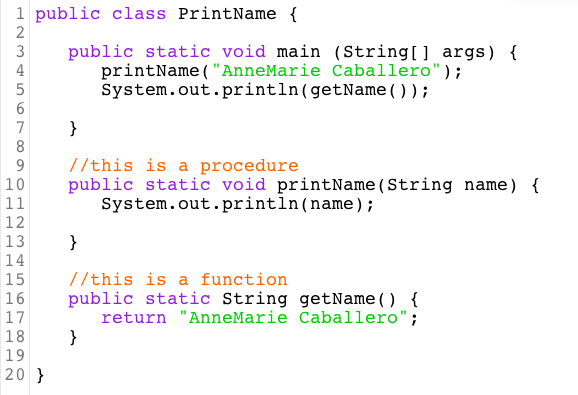 1 public class PrintName {
2
3 public static void main (String[] args) {
4 printName("AnneMarie Caballero");
5 System.out.println(getName());
6
7 }
8
9 //this is a procedure
10 public static void printName(String name) {
11 System.out.println(name);
12
13 }
14
15 //this is a function
16 public static String getName() {
17 return "AnneMarie Caballero";
18 }
19
20 }